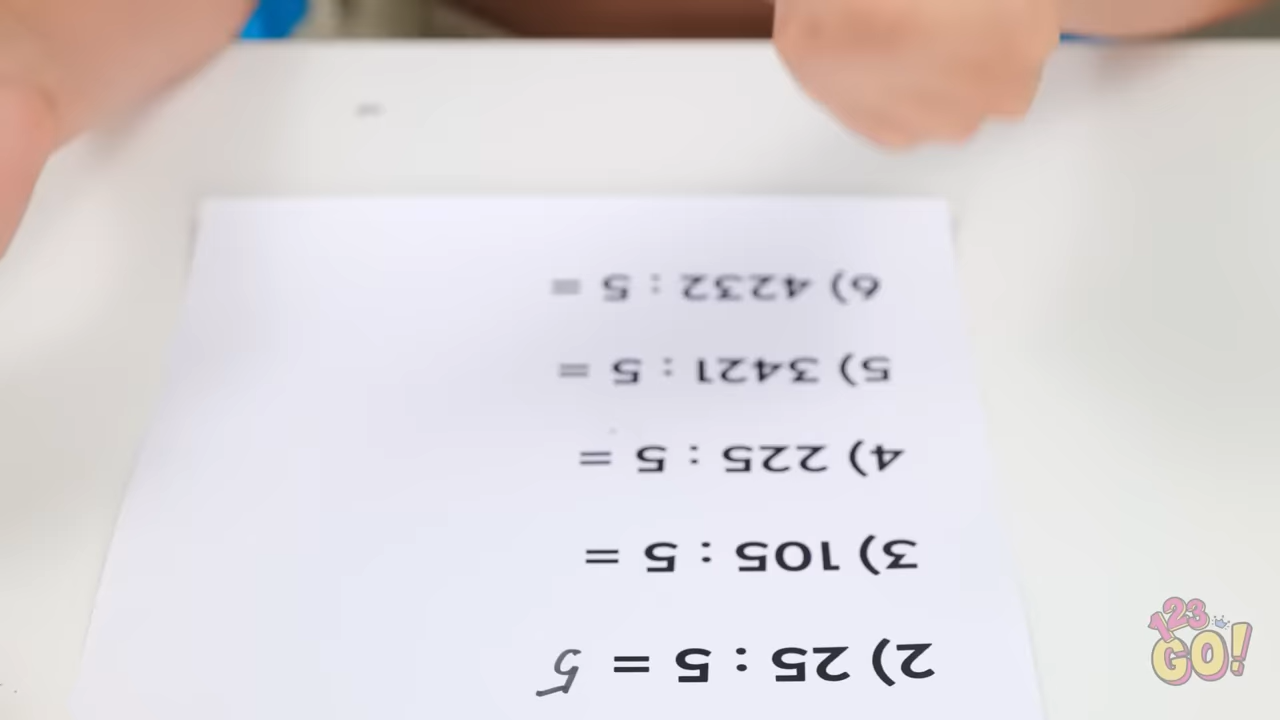 2) 25 : 5 = 5
3) 105 : 5 =
4) 225 : 5 =
5) 3421 : 5 =
6) 4232 : 5 =
123
GO!